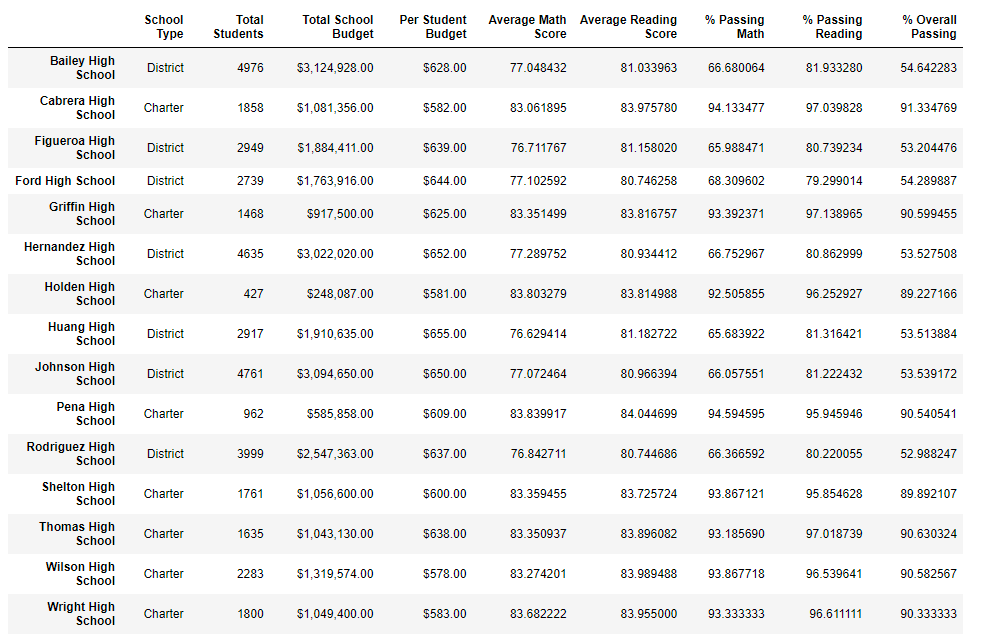 School Type Total Students Total School Budget Per Student Budget Average Math Score Average Reading Score % Passing Math % Passing Reading % Overall Passing
Bailey High School District 4976 $3,124,928.00 $628.00 77.048432 81.033963 66.680064 81.933280 54.642283
Cabrera High School Charter 1858 $1,081,356.00 $582.00 83.061895 83.975780 94.133477 97.039828 91.334769
Figueroa High School District 2949 $1,884,411.00 $639.00 76.711767 81.158020 65.988471 80.739234 53.204476
Ford High School District 2739 $1,763,916.00 $644.00 77.102592 80.746258 68.309602 79.299014 54.289887
Griffin High School Charter 1468 $917,500.00 $625.00 83.351499 83.816757 93.392371 97.138965 90.599455
Hernandez High School District 4635 $3,022,020.00 $652.00 77.289752 80.934412 66.752967 80.862999 53.527508
Holden High School Charter 427 $248,087.00 $581.00 83.803279 83.814988 92.505855 96.252927 89.227166
Huang High School District 2917 $1,910,635.00 $655.00 76.629414 81.182722 65.683922 81.316421 53.513884
Johnson High School District 4761 $3,094,650.00 $650.00 77.072464 80.966394 66.057551 81.222432 53.539172
Pena High School Charter 962 $585,858.00 $609.00 83.839917 84.044699 94.594595 95.945946 90.540541
Rodriguez High School District 3999 $2,547,363.00 $637.00 76.842711 80.744686 66.366592 80.220055 52.988247
Shelton High School Charter 1761 $1,056,600.00 $600.00 83.359455 83.725724 93.867121 95.854628 89.892107
Thomas High School Charter 1635 $1,043,130.00 $638.00 83.350937 83.896082 93.185690 97.018739 90.630324
Wilson High School Charter 2283 $1,319,574.00 $578.00 83.274201 83.989488 93.867718 96.539641 90.582567
Wright High School Charter 1800 $1,049,400.00 $583.00 83.682222 83.955000 93.333333 96.611111 90.333333